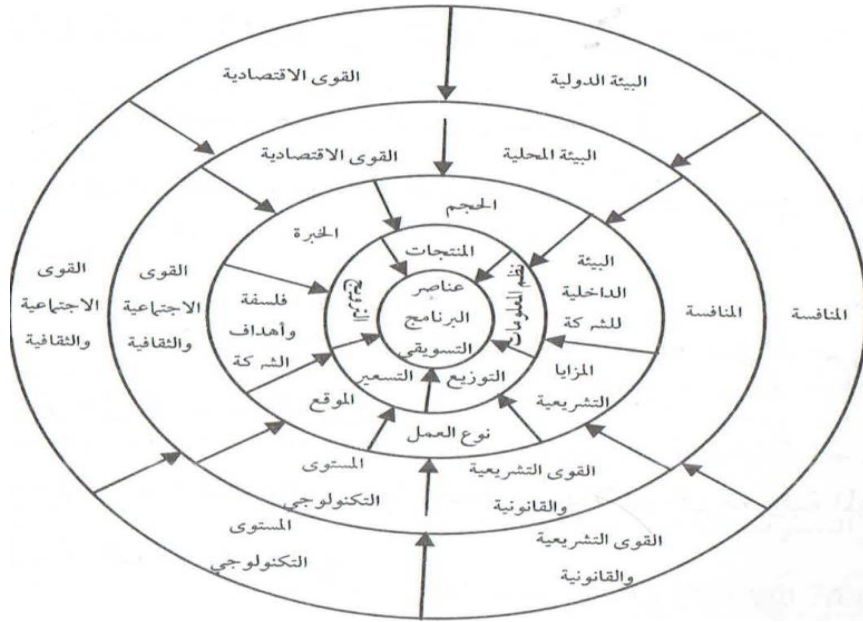 البيئة الدولية
القوى الاقتصادية
البيئة المحلية
القوى الاقتصادية
الحجم
الخبرة
المنتجات
البيئة
الداخلية
للشركة
نظم المعلومات
عناصر
البرنامج
التسويقي
الترويج
فلسفة
وأهداف
الشركة
القوى
الاجتماعية
والثقافية
القوى
الاجتماعية
والثقافية
المنافسة
المنافسة
المزايا
التشريعية
التوزيع
التسعير
الموقع
نوع العمل
القوى التشريعية
والقانونية
المستوى
التكنولوجي
القوى التشريعية
والقانونية
المستوى
التكنولوجي